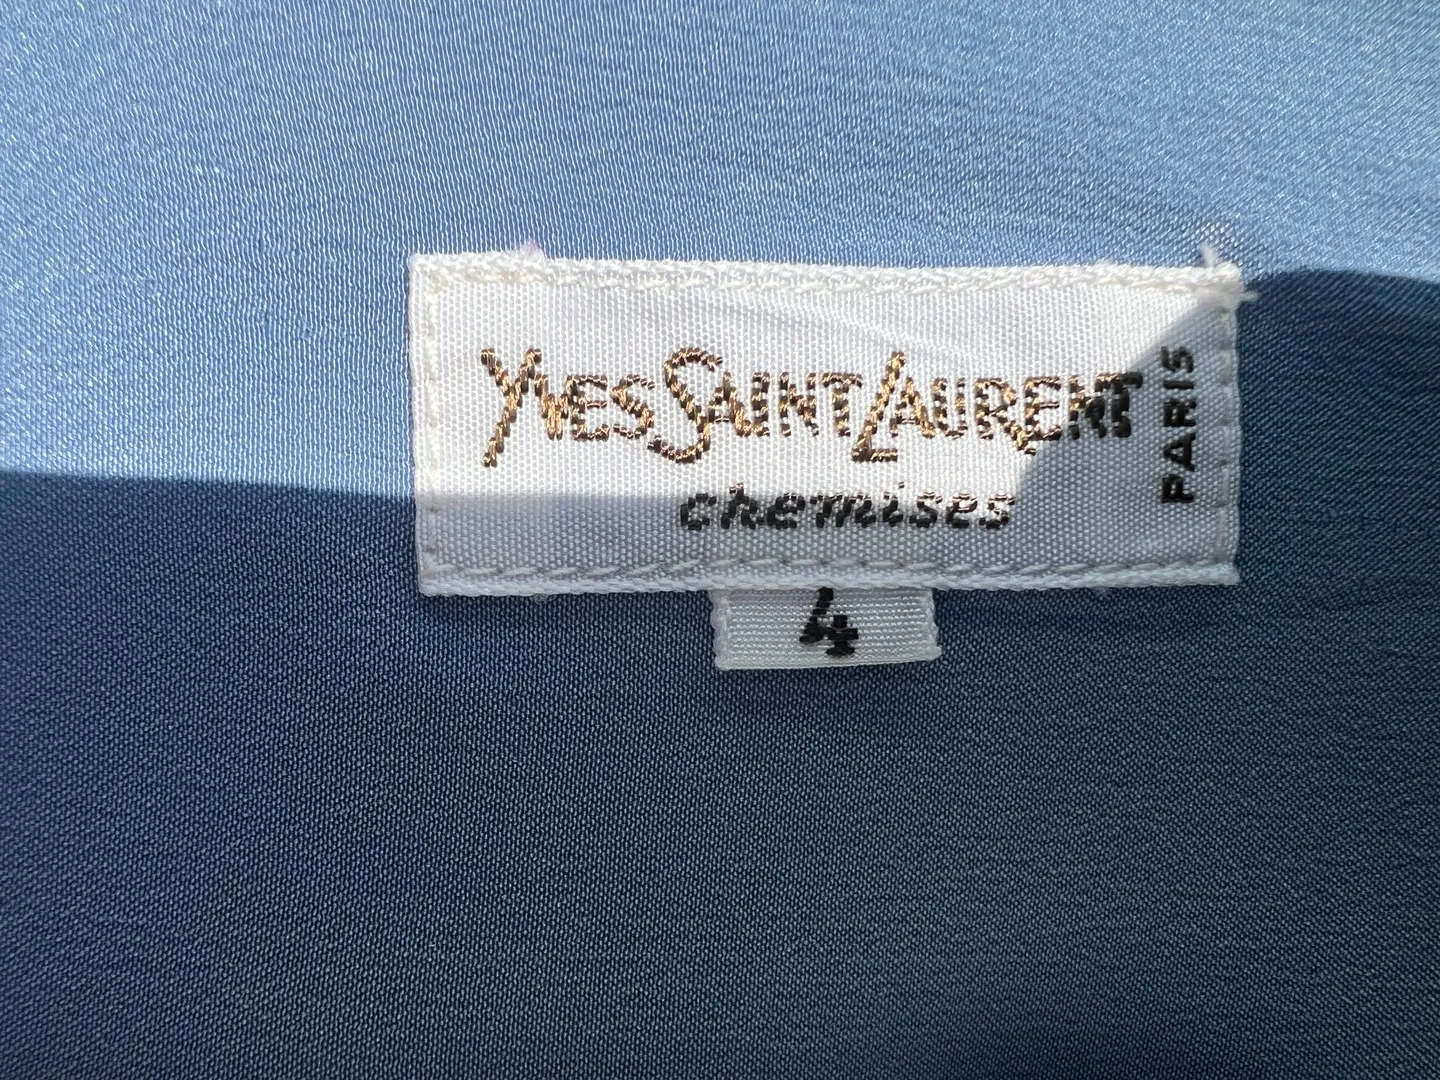 YVES SAINT LAURENT
PARIS
chemises
4